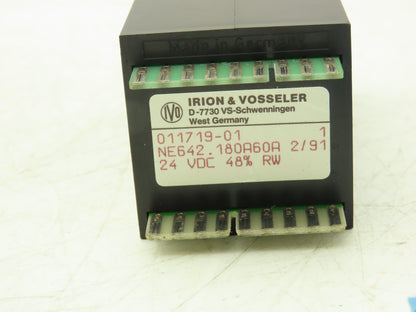 Made in Germany
IVO
IRION & VOSSELER
D-7730 VS-Schwenningen
West Germany
011719-01 1
NE642.180A60A 2/91
24 VDC 48% RW